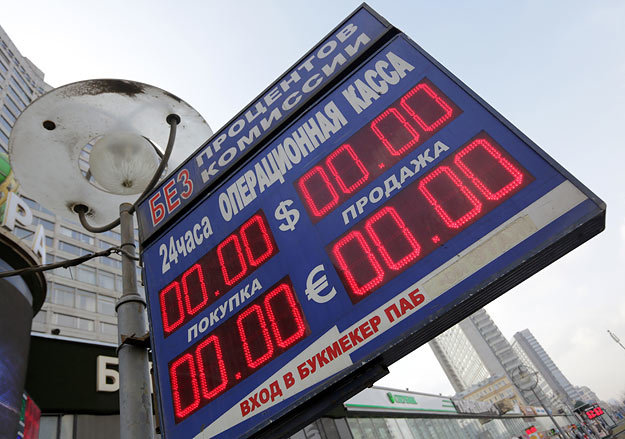 БЕЗ ПРОЦЕНТОВ
КОМИССИИ
24часа ОПЕРАЦИОННАЯ КАССА
00.00 $ 00.00
ПОКУПКА ПРОДАЖА
00.00 € 00.00
ВХОД В БУКМЕКЕР ПАБ
СБЕРБАНК
Б